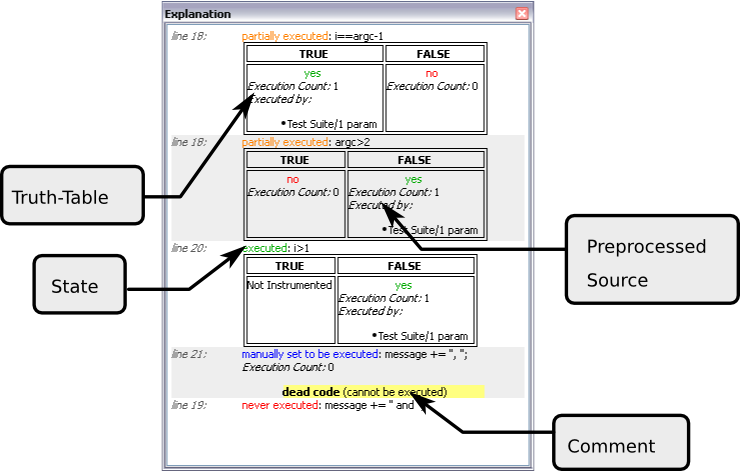 Explanation
line 18: partially executed: i==argc-1
TRUE FALSE
yes no
Execution Count: 1 Execution Count: 0
Executed by:
•Test Suite/1 param
line 18: partially executed: argc>2
TRUE FALSE
no yes
Execution Count: 0 Execution Count: 1
Executed by:
•Test Suite/1 param
line 20: executed: i>1
TRUE FALSE
Not Instrumented yes
Execution Count: 1
Executed by:
•Test Suite/1 param
line 21: manually set to be executed: message += ", ";
Execution Count: 0
dead code (cannot be executed)
line 19: never executed: message += " and
Truth-Table
State
Preprocessed
Source
Comment